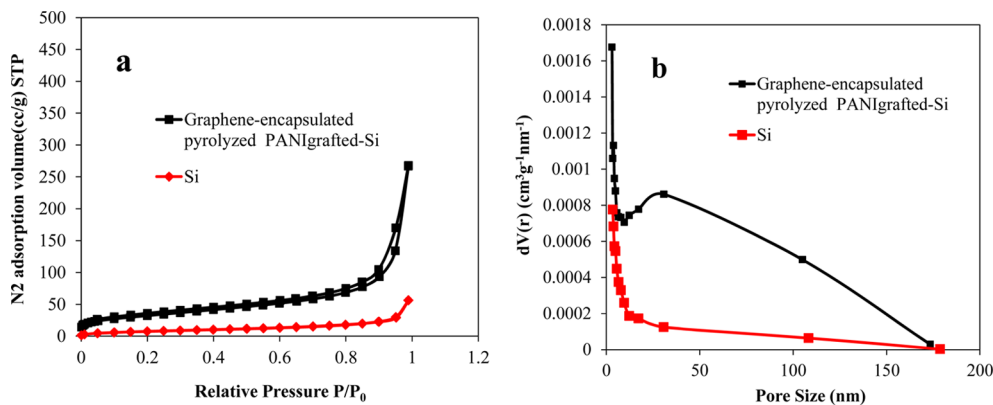 a
N2 adsorption volume(cc/g) STP
500
450
400
350
300
250
200
150
100
50
0
Graphene-encapsulated
pyrolyzed PANIgrafted-Si
Si
0
0.2
0.4
0.6
0.8
1
1.2
Relative Pressure P/P0
b
dV(r) (cm3g-1nm-1)
0.0018
0.0016
0.0014
0.0012
0.001
0.0008
0.0006
0.0004
0.0002
0
Graphene-encapsulated
pyrolyzed PANIgrafted-Si
Si
0
50
100
150
200
Pore Size (nm)